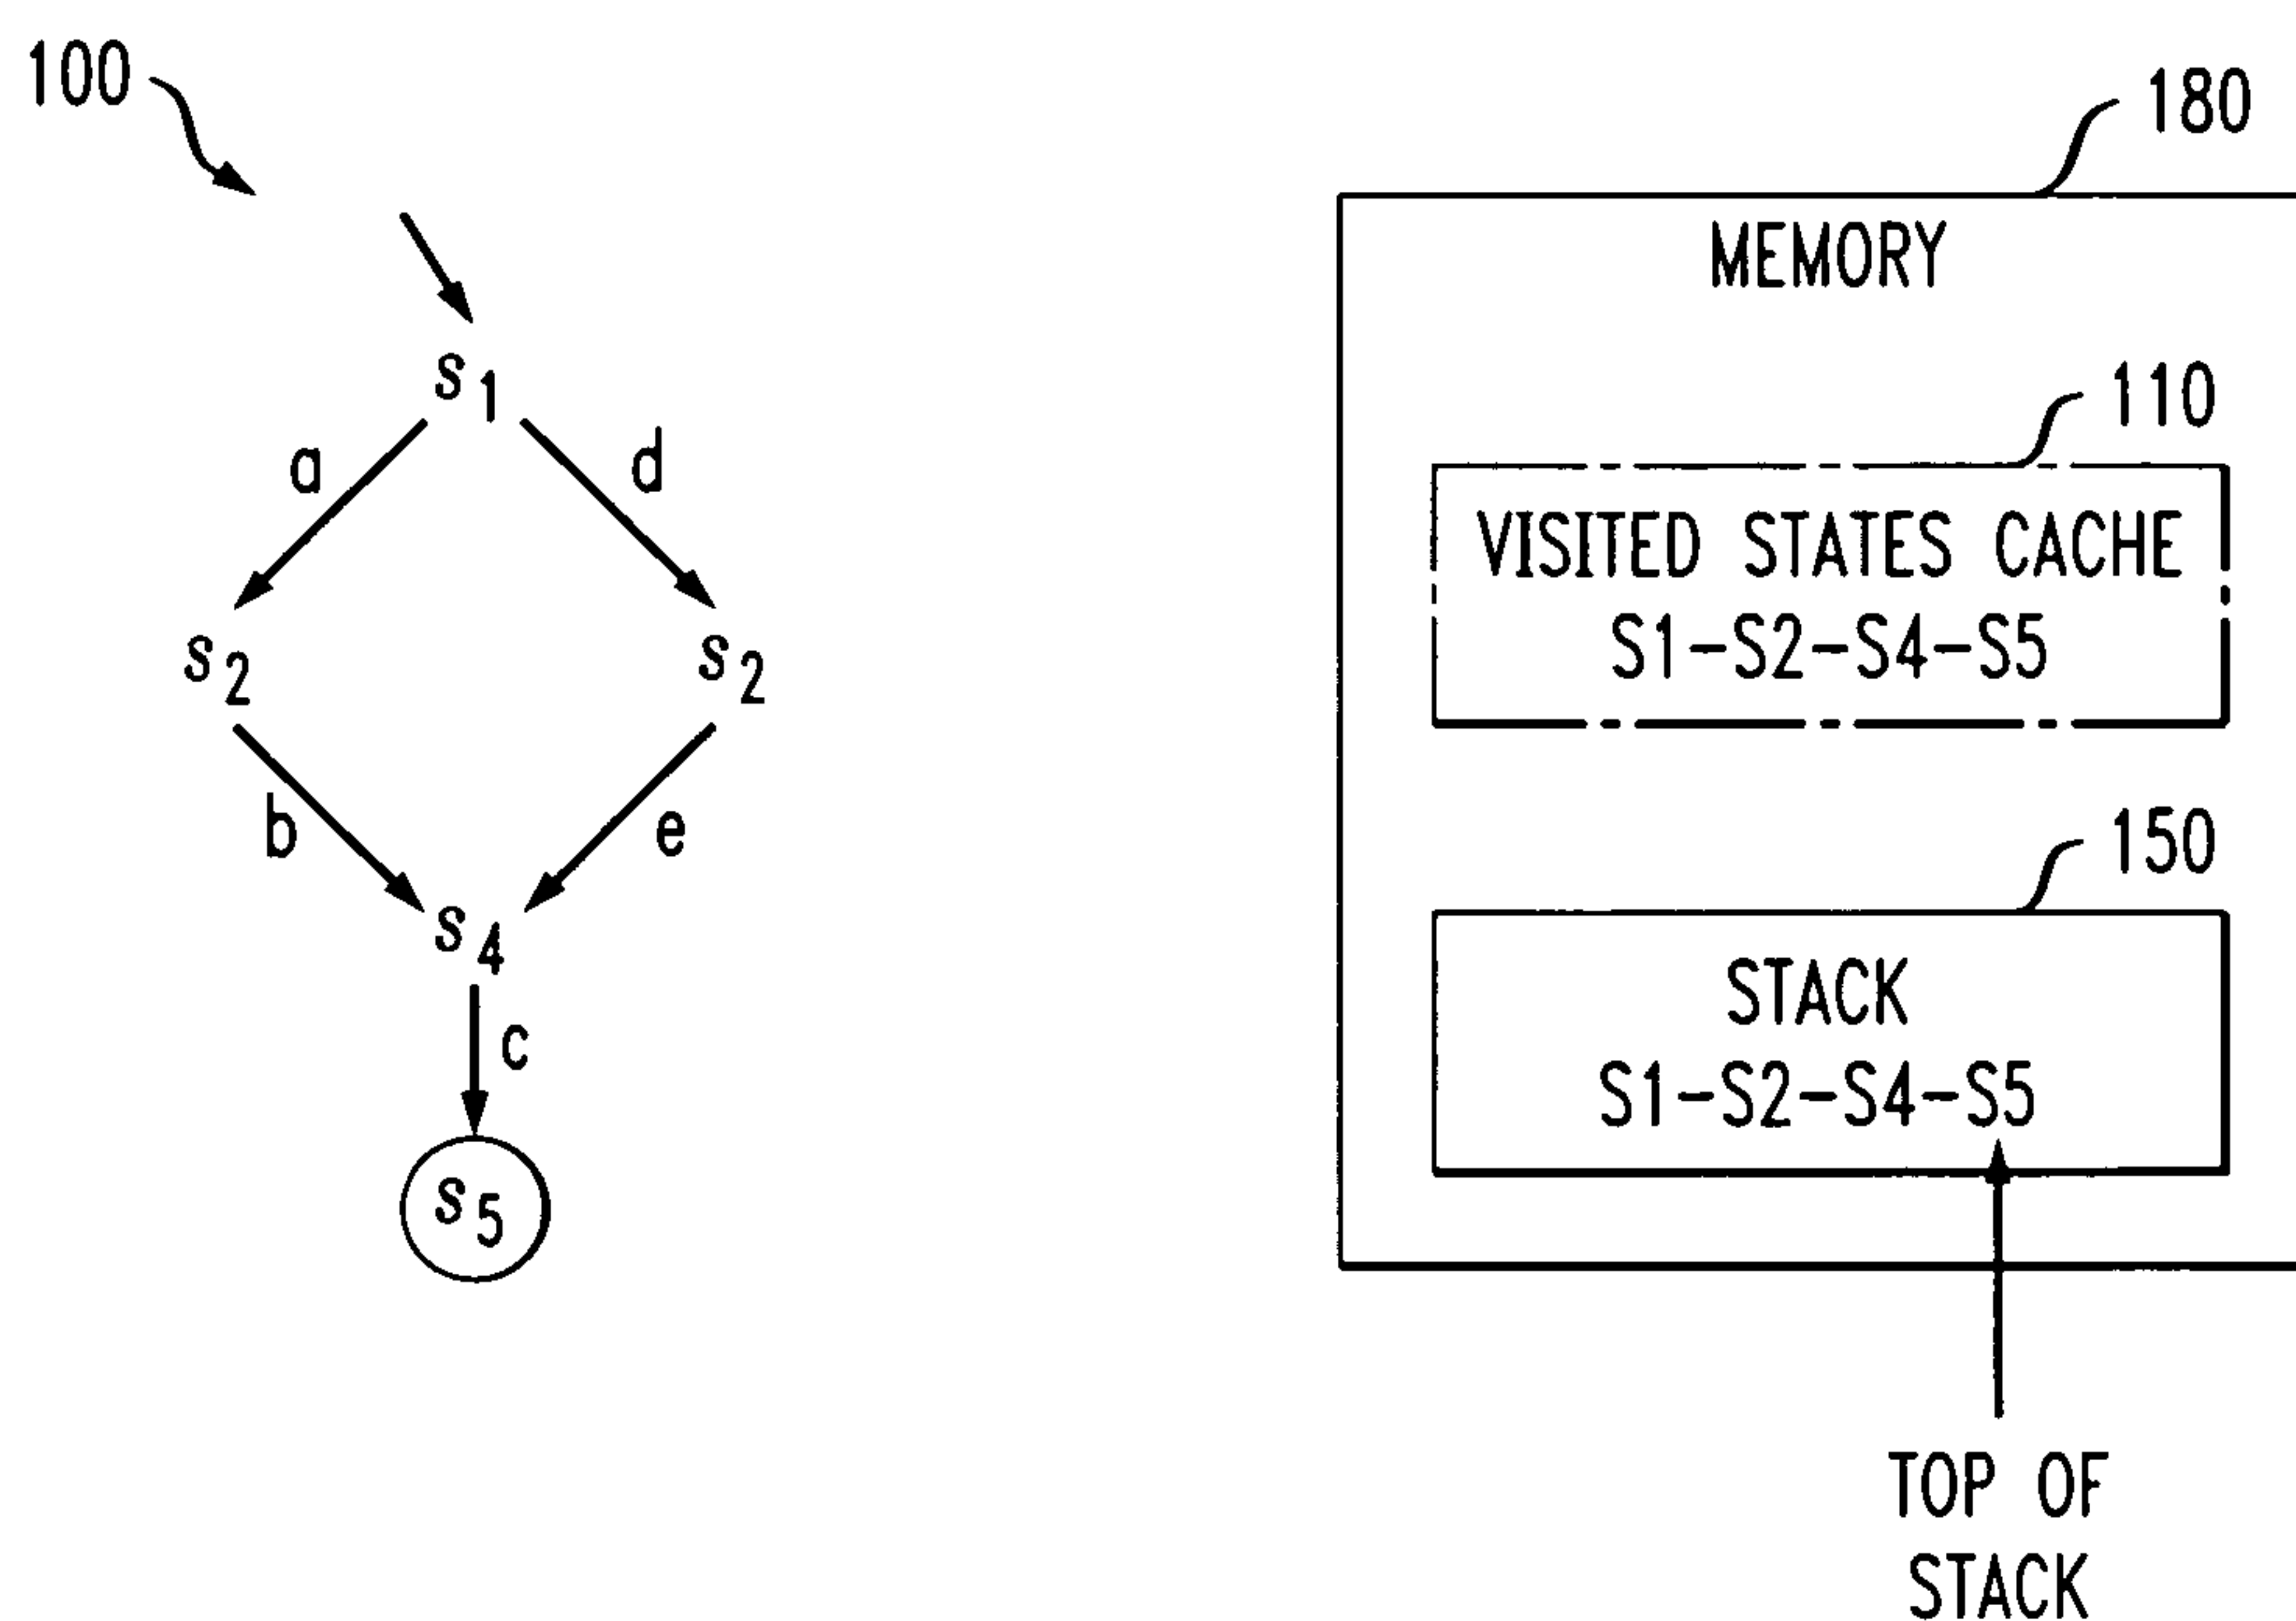 100
s1
a
d
s2
s2
b
e
s4
c
s5
180
MEMORY
110
VISITED STATES CACHE
S1-S2-S4-S5
150
STACK
S1-S2-S4-S5
TOP OF
STACK